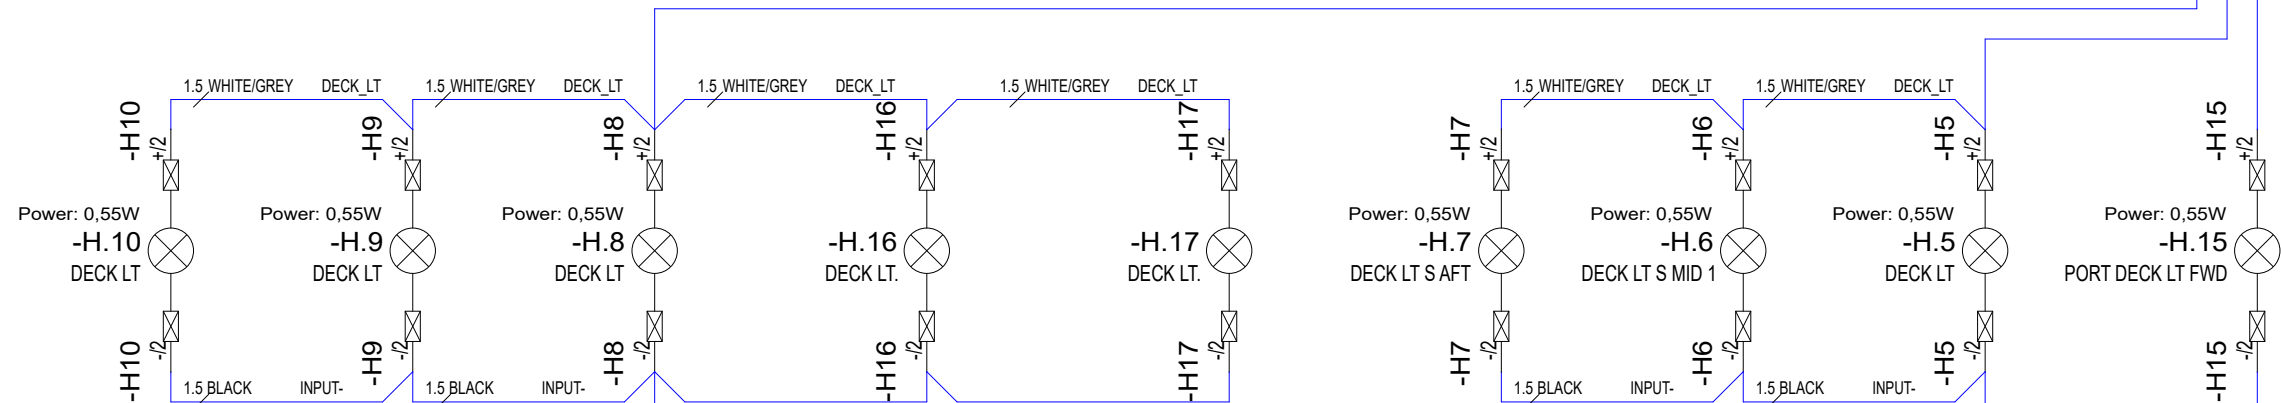 1.5 WHITE/GREY DECK_LT 1.5 WHITE/GREY DECK_LT 1.5 WHITE/GREY DECK_LT 1.5 WHITE/GREY DECK_LT 1.5 WHITE/GREY DECK_LT 1.5 WHITE/GREY DECK_LT
-H10 -H9 -H8 -H16 -H17 -H7 -H6 -H5 -H15
+/2 +/2 +/2 +/2 +/2 +/2 +/2 +/2 +/2
Power: 0,55W Power: 0,55W Power: 0,55W Power: 0,55W Power: 0,55W Power: 0,55W Power: 0,55W
-H.10 -H.9 -H.8 -H.16 -H.17 -H.7 -H.6 -H.5 -H.15
DECK LT DECK LT DECK LT DECK LT. DECK LT. DECK LT S AFT DECK LT S MID 1 DECK LT PORT DECK LT FWD
-/2 -/2 -/2 -/2 -/2 -/2 -/2 -/2 -/2
-H10 -H9 -H8 -H16 -H17 -H7 -H6 -H5 -H15
1.5 BLACK INPUT- 1.5 BLACK INPUT- 1.5 BLACK INPUT- 1.5 BLACK INPUT-